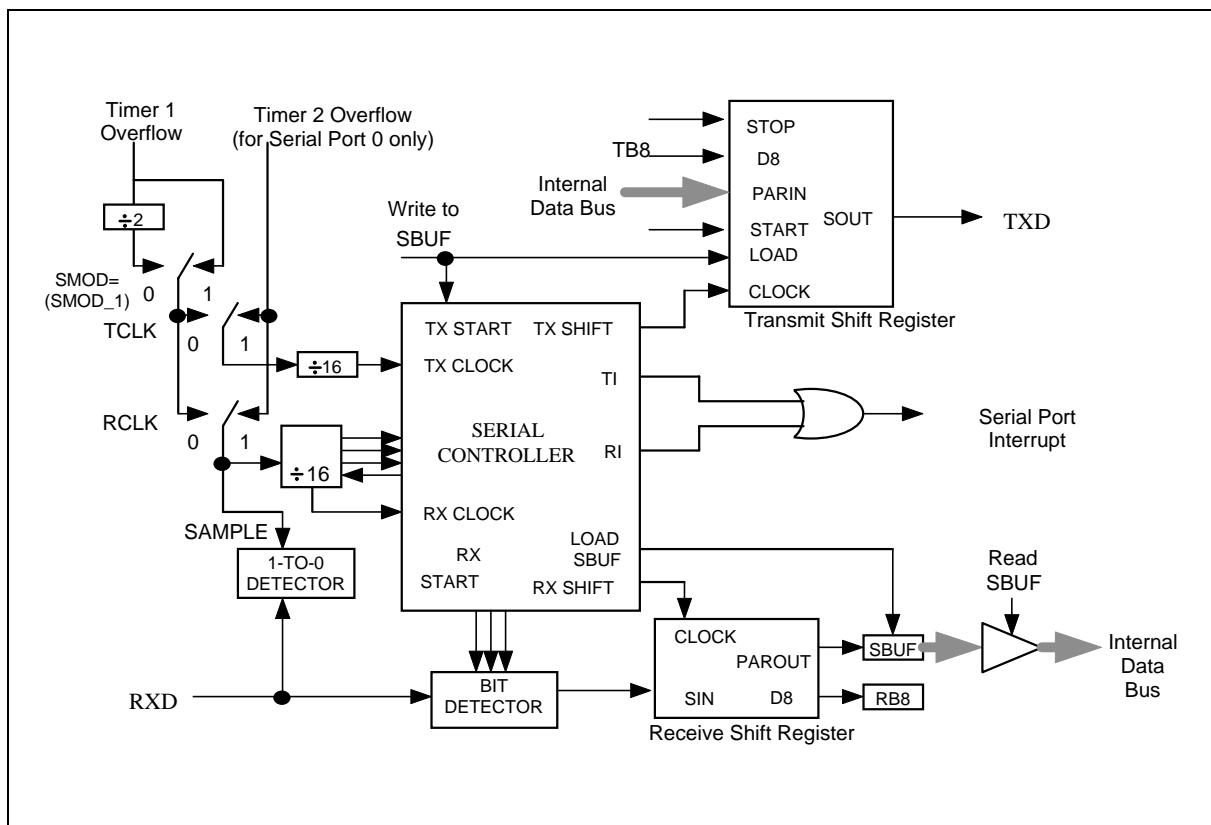 Timer 1
Overflow
Timer 2 Overflow
(for Serial Port 0 only)
÷2
SMOD=
(SMOD_1)
0
1
TCLK
0
1
÷16
RCLK
0
1
÷16
SAMPLE
1-TO-0
DETECTOR
RXD
Write to
SBUF
TX START
TX SHIFT
TX CLOCK
TI
SERIAL
CONTROLLER
RI
RX CLOCK
LOAD
SBUF
RX
START
RX SHIFT
BIT
DETECTOR
TB8
Internal
Data Bus
STOP
D8
PARIN
SOUT
START
LOAD
CLOCK
Transmit Shift Register
TXD
Serial Port
Interrupt
CLOCK
PAROUT
SIN
D8
Receive Shift Register
SBUF
RB8
Read
SBUF
Internal
Data
Bus